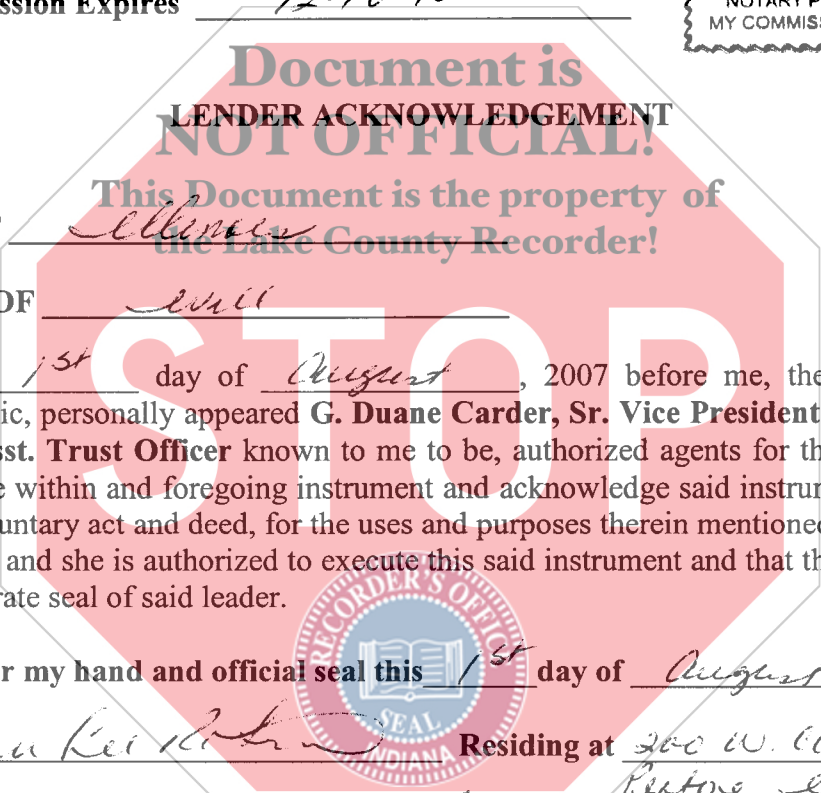 ssion Expires
NOTARY P
MY COMMISS
Document is
LENDER ACKNOWLEDGEMENT
NOT OFFICIAL!
This Document is the property of
Illinois
the Lake County Recorder!
OF Will
STOP
1st day of August, 2007 before me, the
ic, personally appeared G. Duane Carder, Sr. Vice President
sst. Trust Officer known to me to be, authorized agents for th
e within and foregoing instrument and acknowledge said instrum
untary act and deed, for the uses and purposes therein mentioned
and she is authorized to execute this said instrument and that th
rate seal of said leader.
RECORDER'S OFFICE
r my hand and official seal this 1st day of August
SEAL
INDIANA
Residing at 200 W.